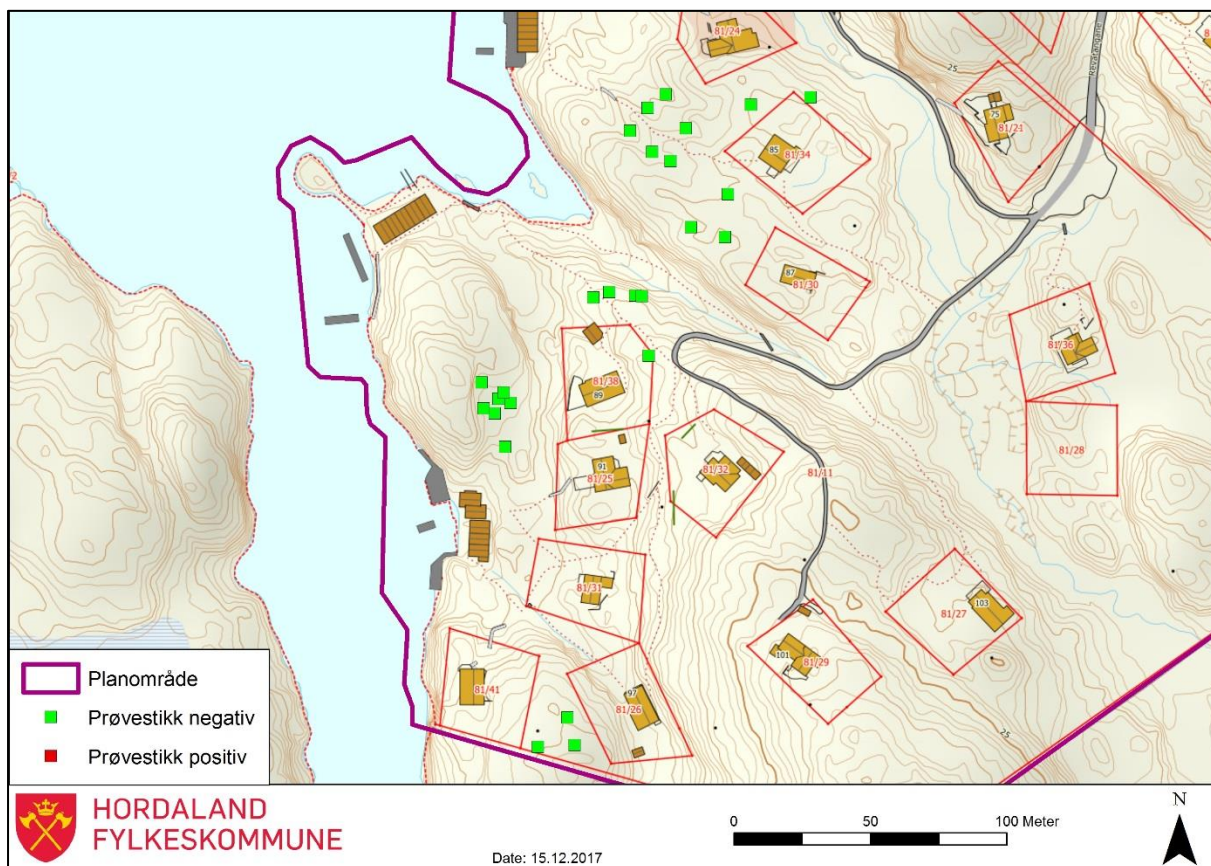 81/24
25
Revatangane
75
81/21
85
81/34
/2
87
81/30
81/36
81/38
89
91
81/25
81/32
81/11
81/28
81/31
81/27
103
101
81/29
81/41
97
81/26
25
Planområde
Prøvestikk negativ
Prøvestikk positiv
HORDALAND
FYLKESKOMMUNE
Date: 15.12.2017
0 50 100 Meter
N